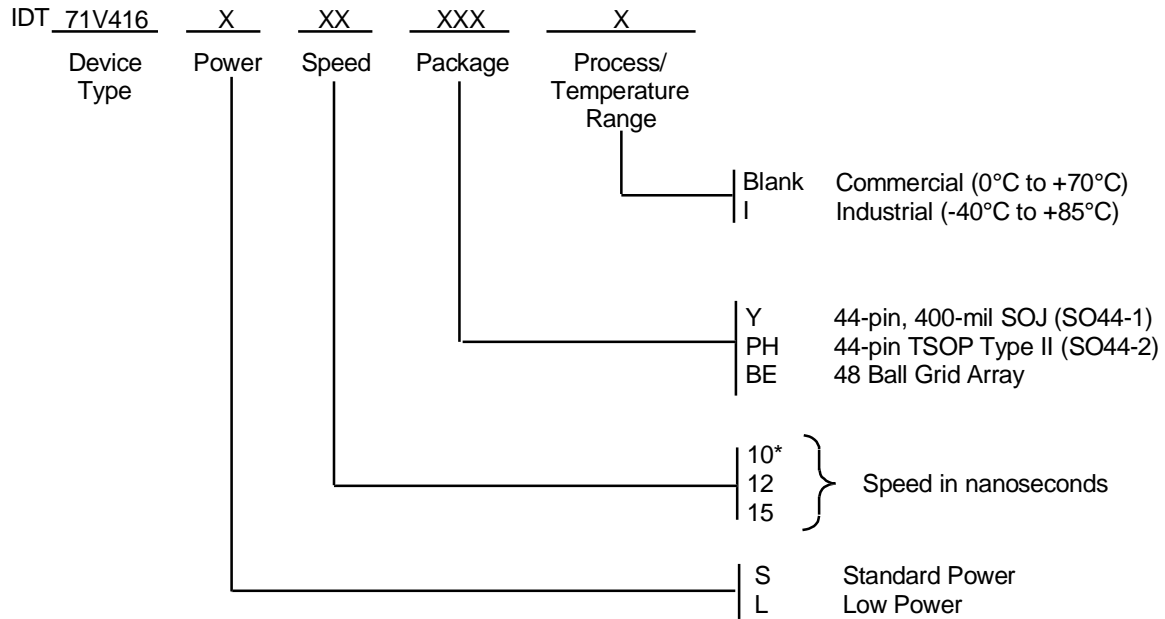 IDT 71V416 X XX XXX X
Device Type
Power
Speed
Package
Process/ Temperature Range
Blank Commercial (0°C to +70°C)
I Industrial (-40°C to +85°C)
Y 44-pin, 400-mil SOJ (SO44-1)
PH 44-pin TSOP Type II (SO44-2)
BE 48 Ball Grid Array
10*
12 Speed in nanoseconds
15
S Standard Power
L Low Power